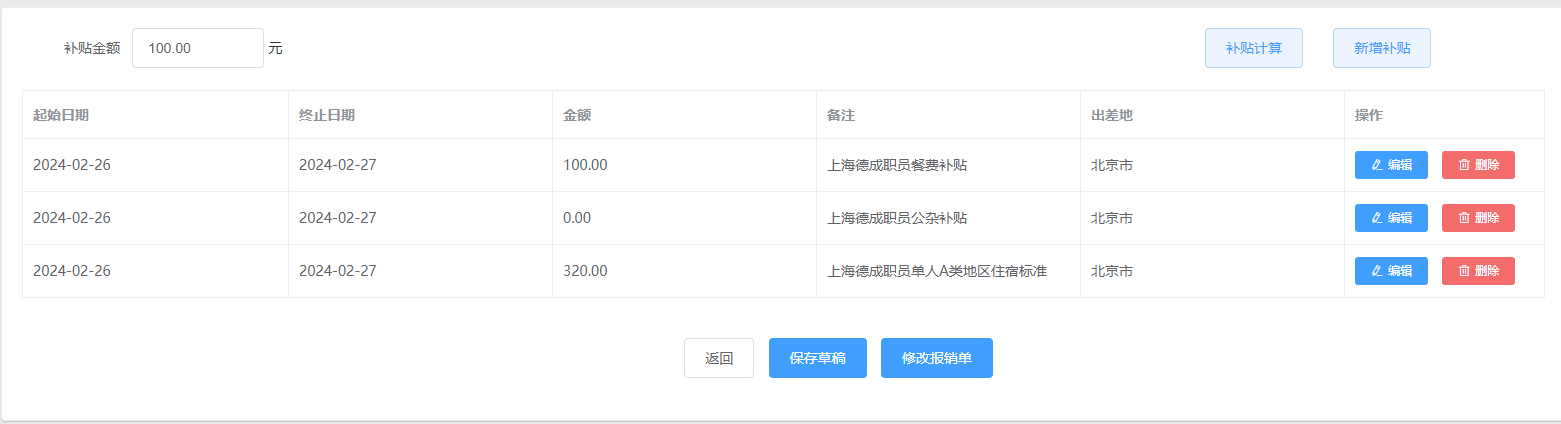 补贴金额 100.00 元 补贴计算 新增补贴
起始日期 终止日期 金额 备注 出差地 操作
2024-02-26 2024-02-27 100.00 上海德成职员餐费补贴 北京市 编辑 删除
2024-02-26 2024-02-27 0.00 上海德成职员公杂补贴 北京市 编辑 删除
2024-02-26 2024-02-27 320.00 上海德成职员单人A类地区住宿标准 北京市 编辑 删除
返回 保存草稿 修改报销单